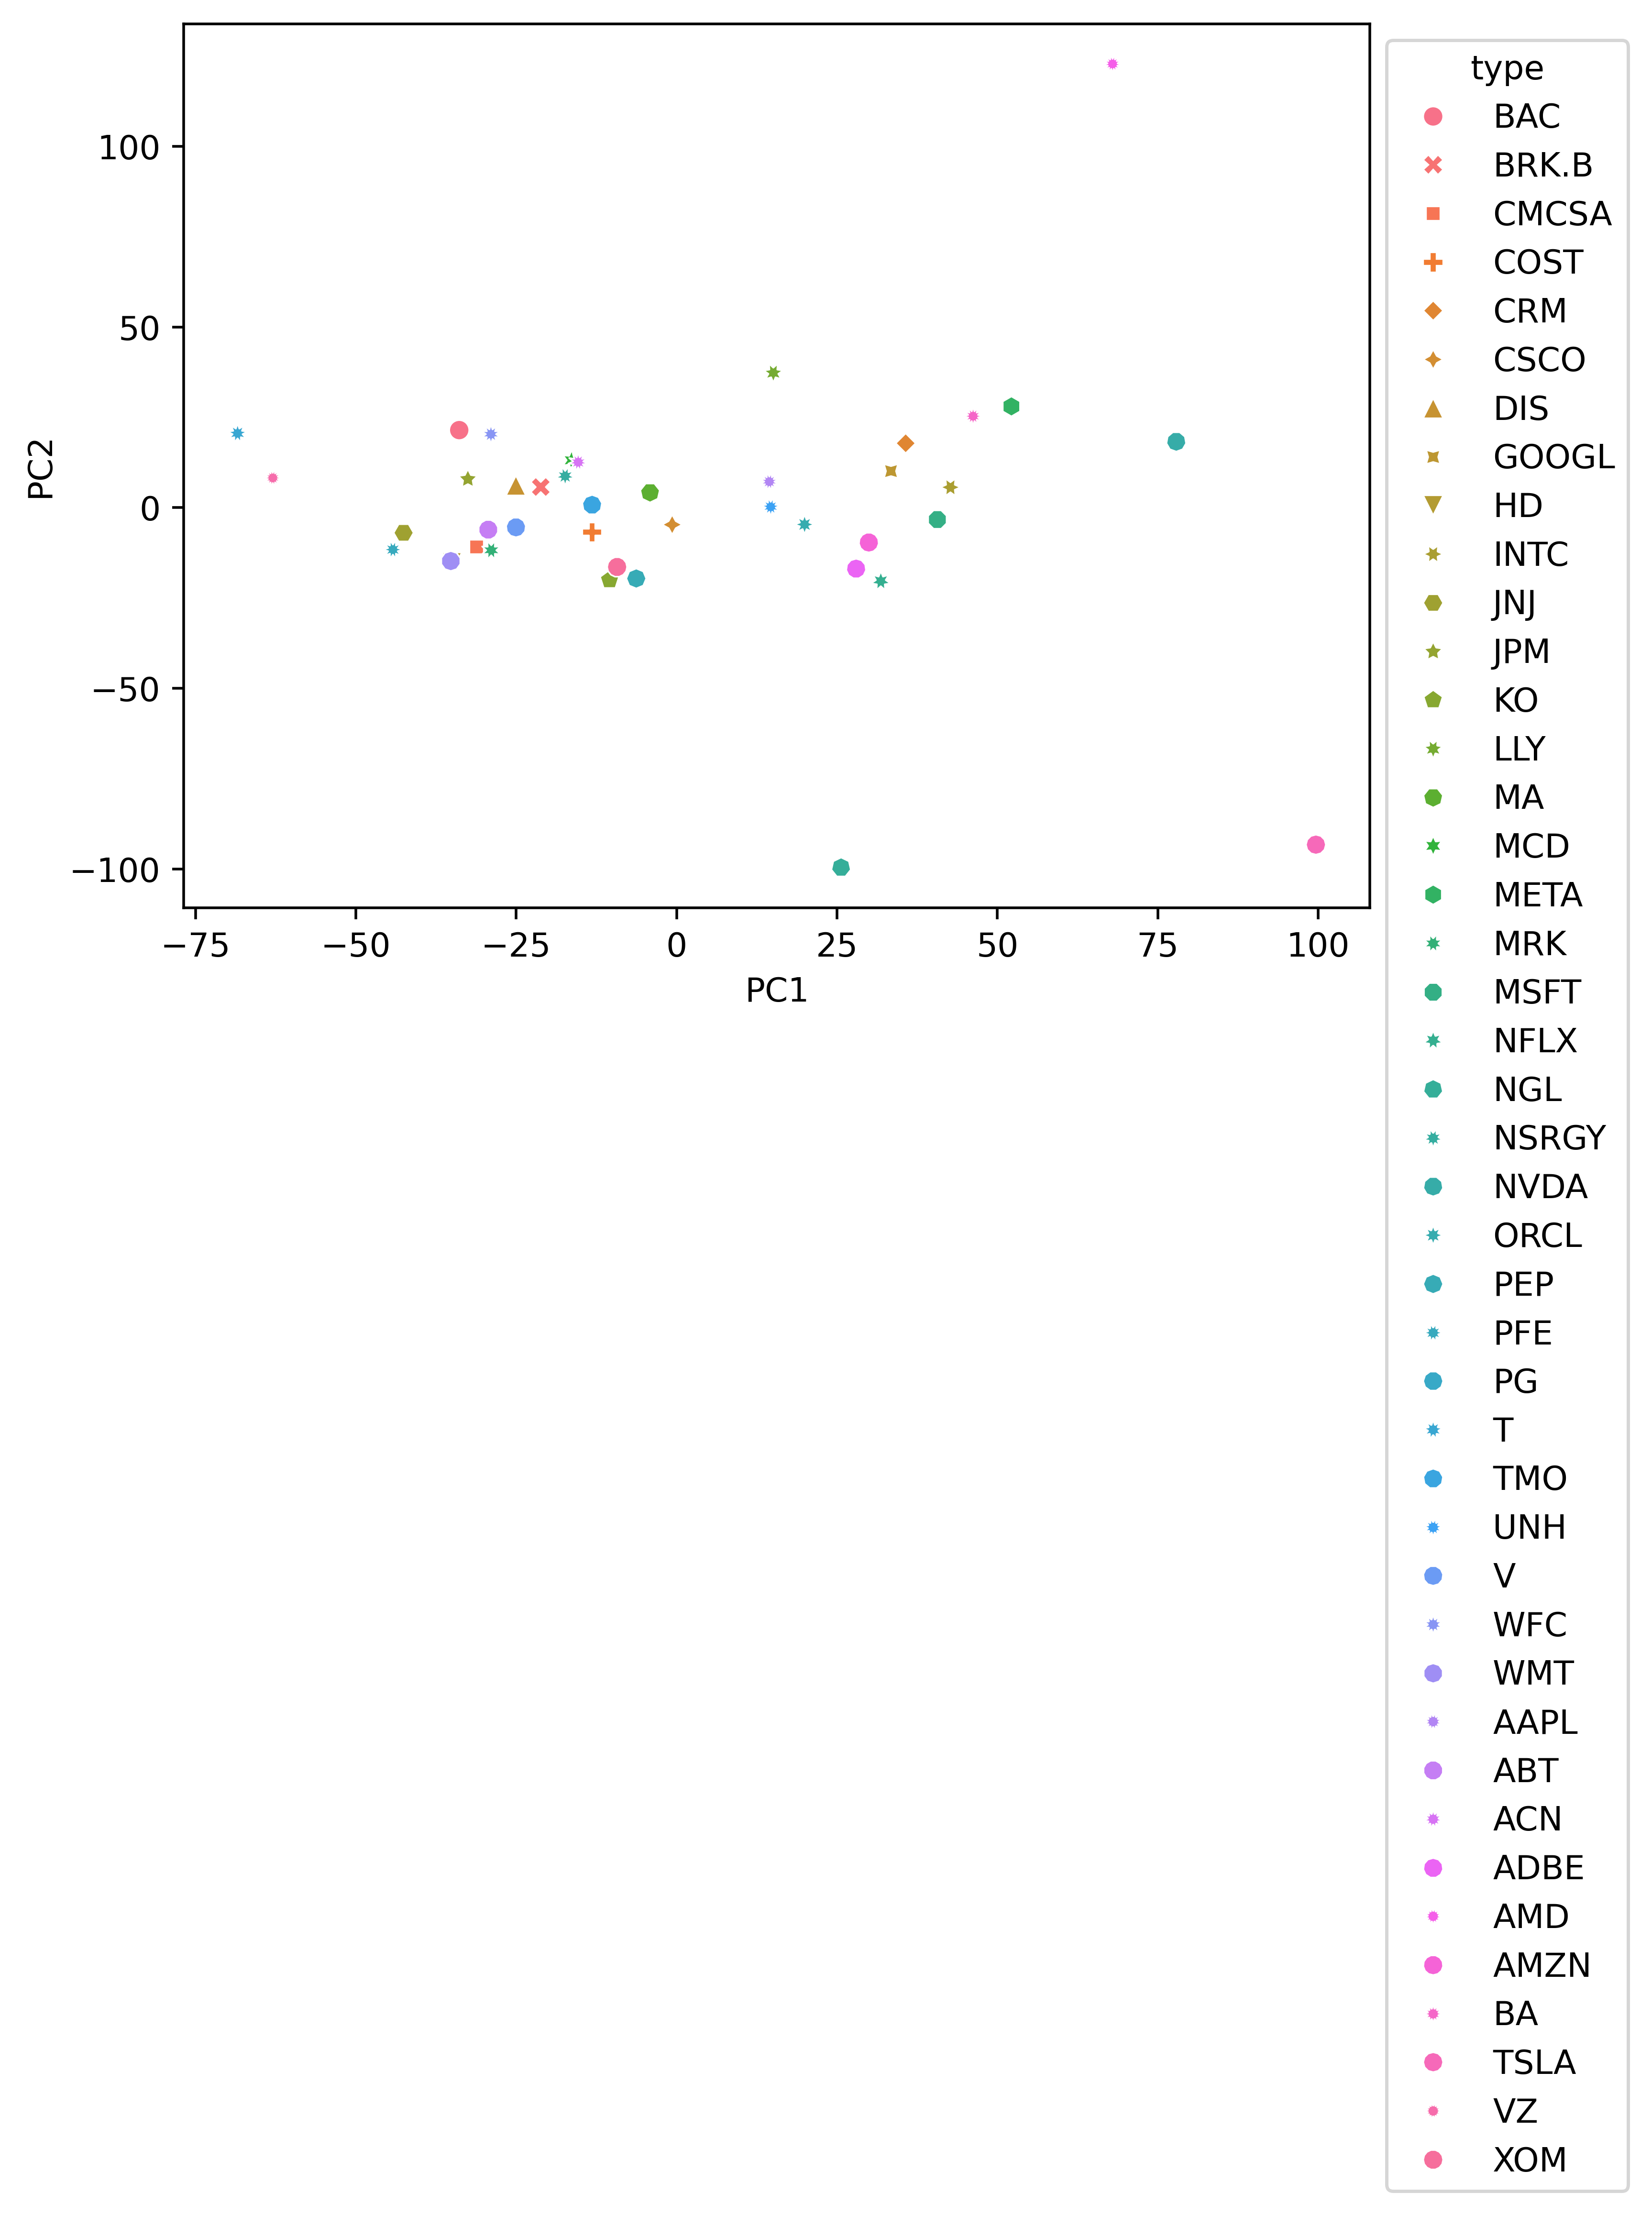 100
50
0
−50
−100
PC2
−75
−50
−25
0
25
50
75
100
PC1
type
BAC
BRK.B
CMCSA
COST
CRM
CSCO
DIS
GOOGL
HD
INTC
JNJ
JPM
KO
LLY
MA
MCD
META
MRK
MSFT
NFLX
NGL
NSRGY
NVDA
ORCL
PEP
PFE
PG
T
TMO
UNH
V
WFC
WMT
AAPL
ABT
ACN
ADBE
AMD
AMZN
BA
TSLA
VZ
XOM